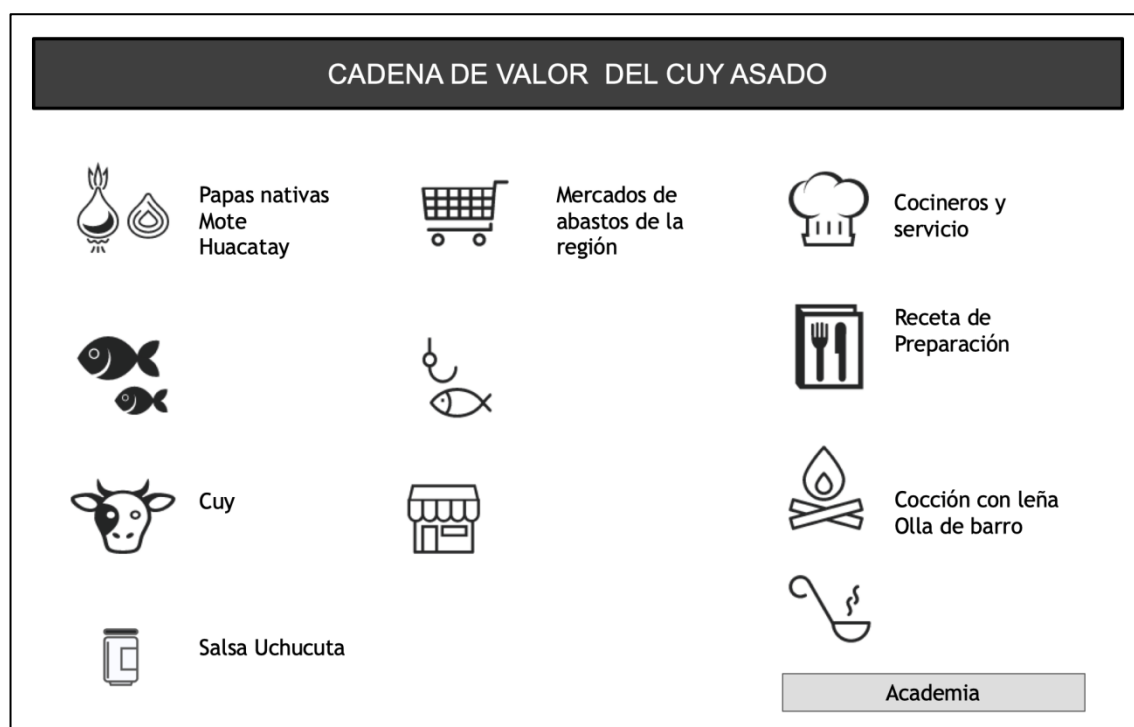 CADENA DE VALOR DEL CUY ASADO
Papas nativas
Mote
Huacatay
Mercados de
abastos de la
región
Cocineros y
servicio
Receta de
Preparación
Cuy
Cocción con leña
Olla de barro
Salsa Uchucuta
Academia